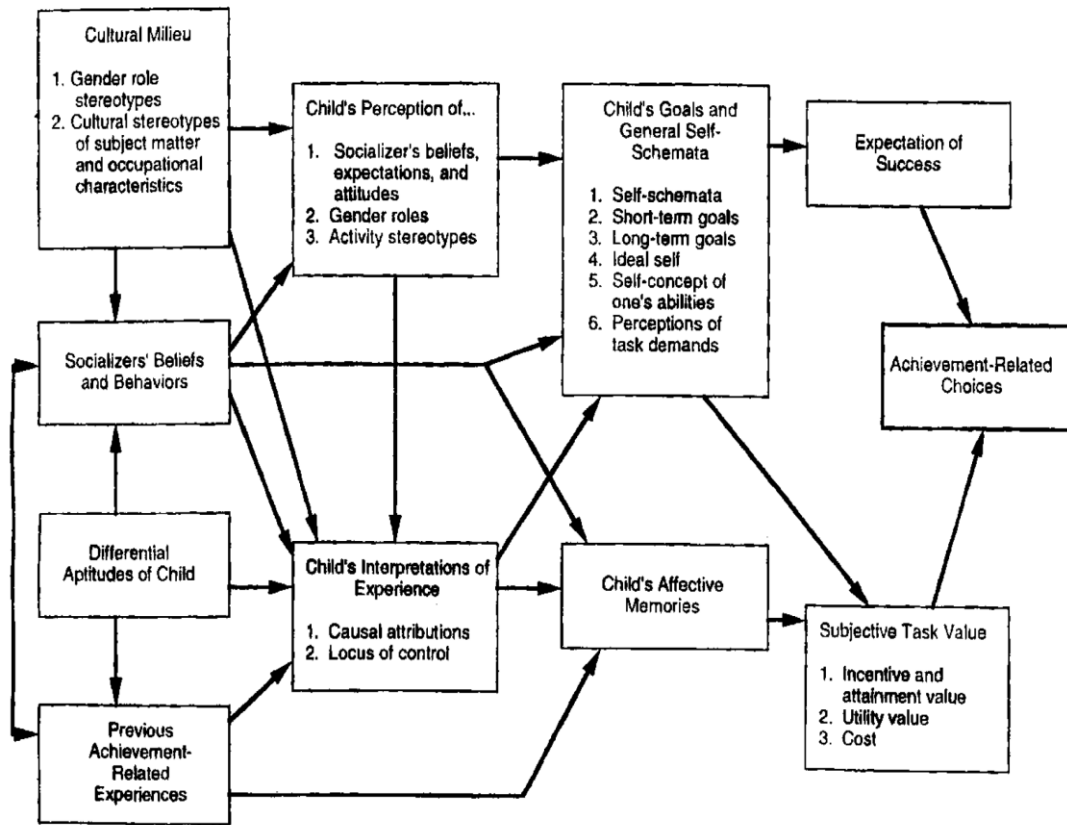 Cultural Milieu
1. Gender role
stereotypes
2. Cultural stereotypes
of subject matter
and occupational
characteristics
Child's Perception of...
1. Socializer's beliefs,
expectations, and
attitudes
2. Gender roles
3. Activity stereotypes
Child's Goals and
General Self-
Schemata
1. Self-schemata
2. Short-term goals
3. Long-term goals
4. Ideal self
5. Self-concept of
one's abilities
6. Perceptions of
task demands
Expectation of
Success
Socializers' Beliefs
and Behaviors
Achievement-Related
Choices
Differential
Aptitudes of Child
Child's Interpretations of
Experience
1. Causal attributions
2. Locus of control
Child's Affective
Memories
Subjective Task Value
1. Incentive and
attainment value
2. Utility value
3. Cost
Previous
Achievement-
Related
Experiences